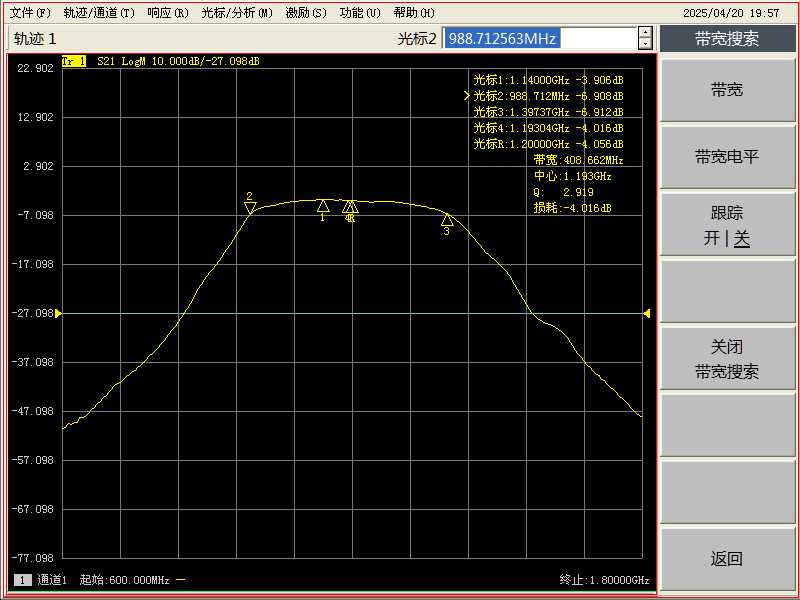 文件(F) 轨迹/通道(T) 响应(R) 光标/分析(M) 激励(S) 功能(U) 帮助(H) 2025/04/20 19:57
轨迹 1 光标2 988.712563MHz
带宽搜索
Tr 1 S21 LogM 10.000dB/-27.098dB
22.902
12.902
2.902
-7.098
-17.098
-27.098
-37.098
-47.098
-57.098
-67.098
-77.098
光标1:1.14000GHz -3.906dB
>光标2:988.712MHz -6.908dB
光标3:1.39737GHz -6.912dB
光标4:1.19304GHz -4.016dB
光标R:1.20000GHz -4.056dB
带宽:408.662MHz
中心:1.193GHz
Q: 2.919
损耗:-4.016dB
2
1
4R
3
1 通道1 起始:600.000MHz — 终止:1.80000GHz
带宽
带宽电平
跟踪
开|关
关闭
带宽搜索
返回